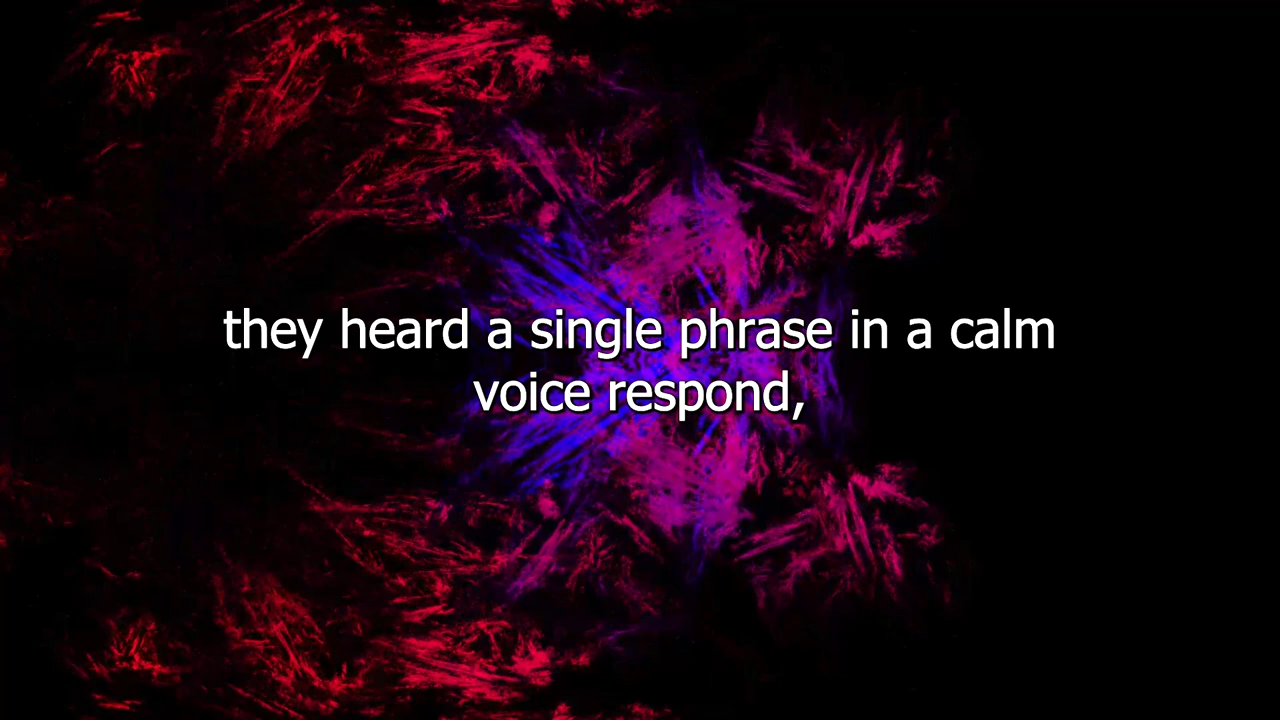 they heard a single phrase in a calm
voice respond,